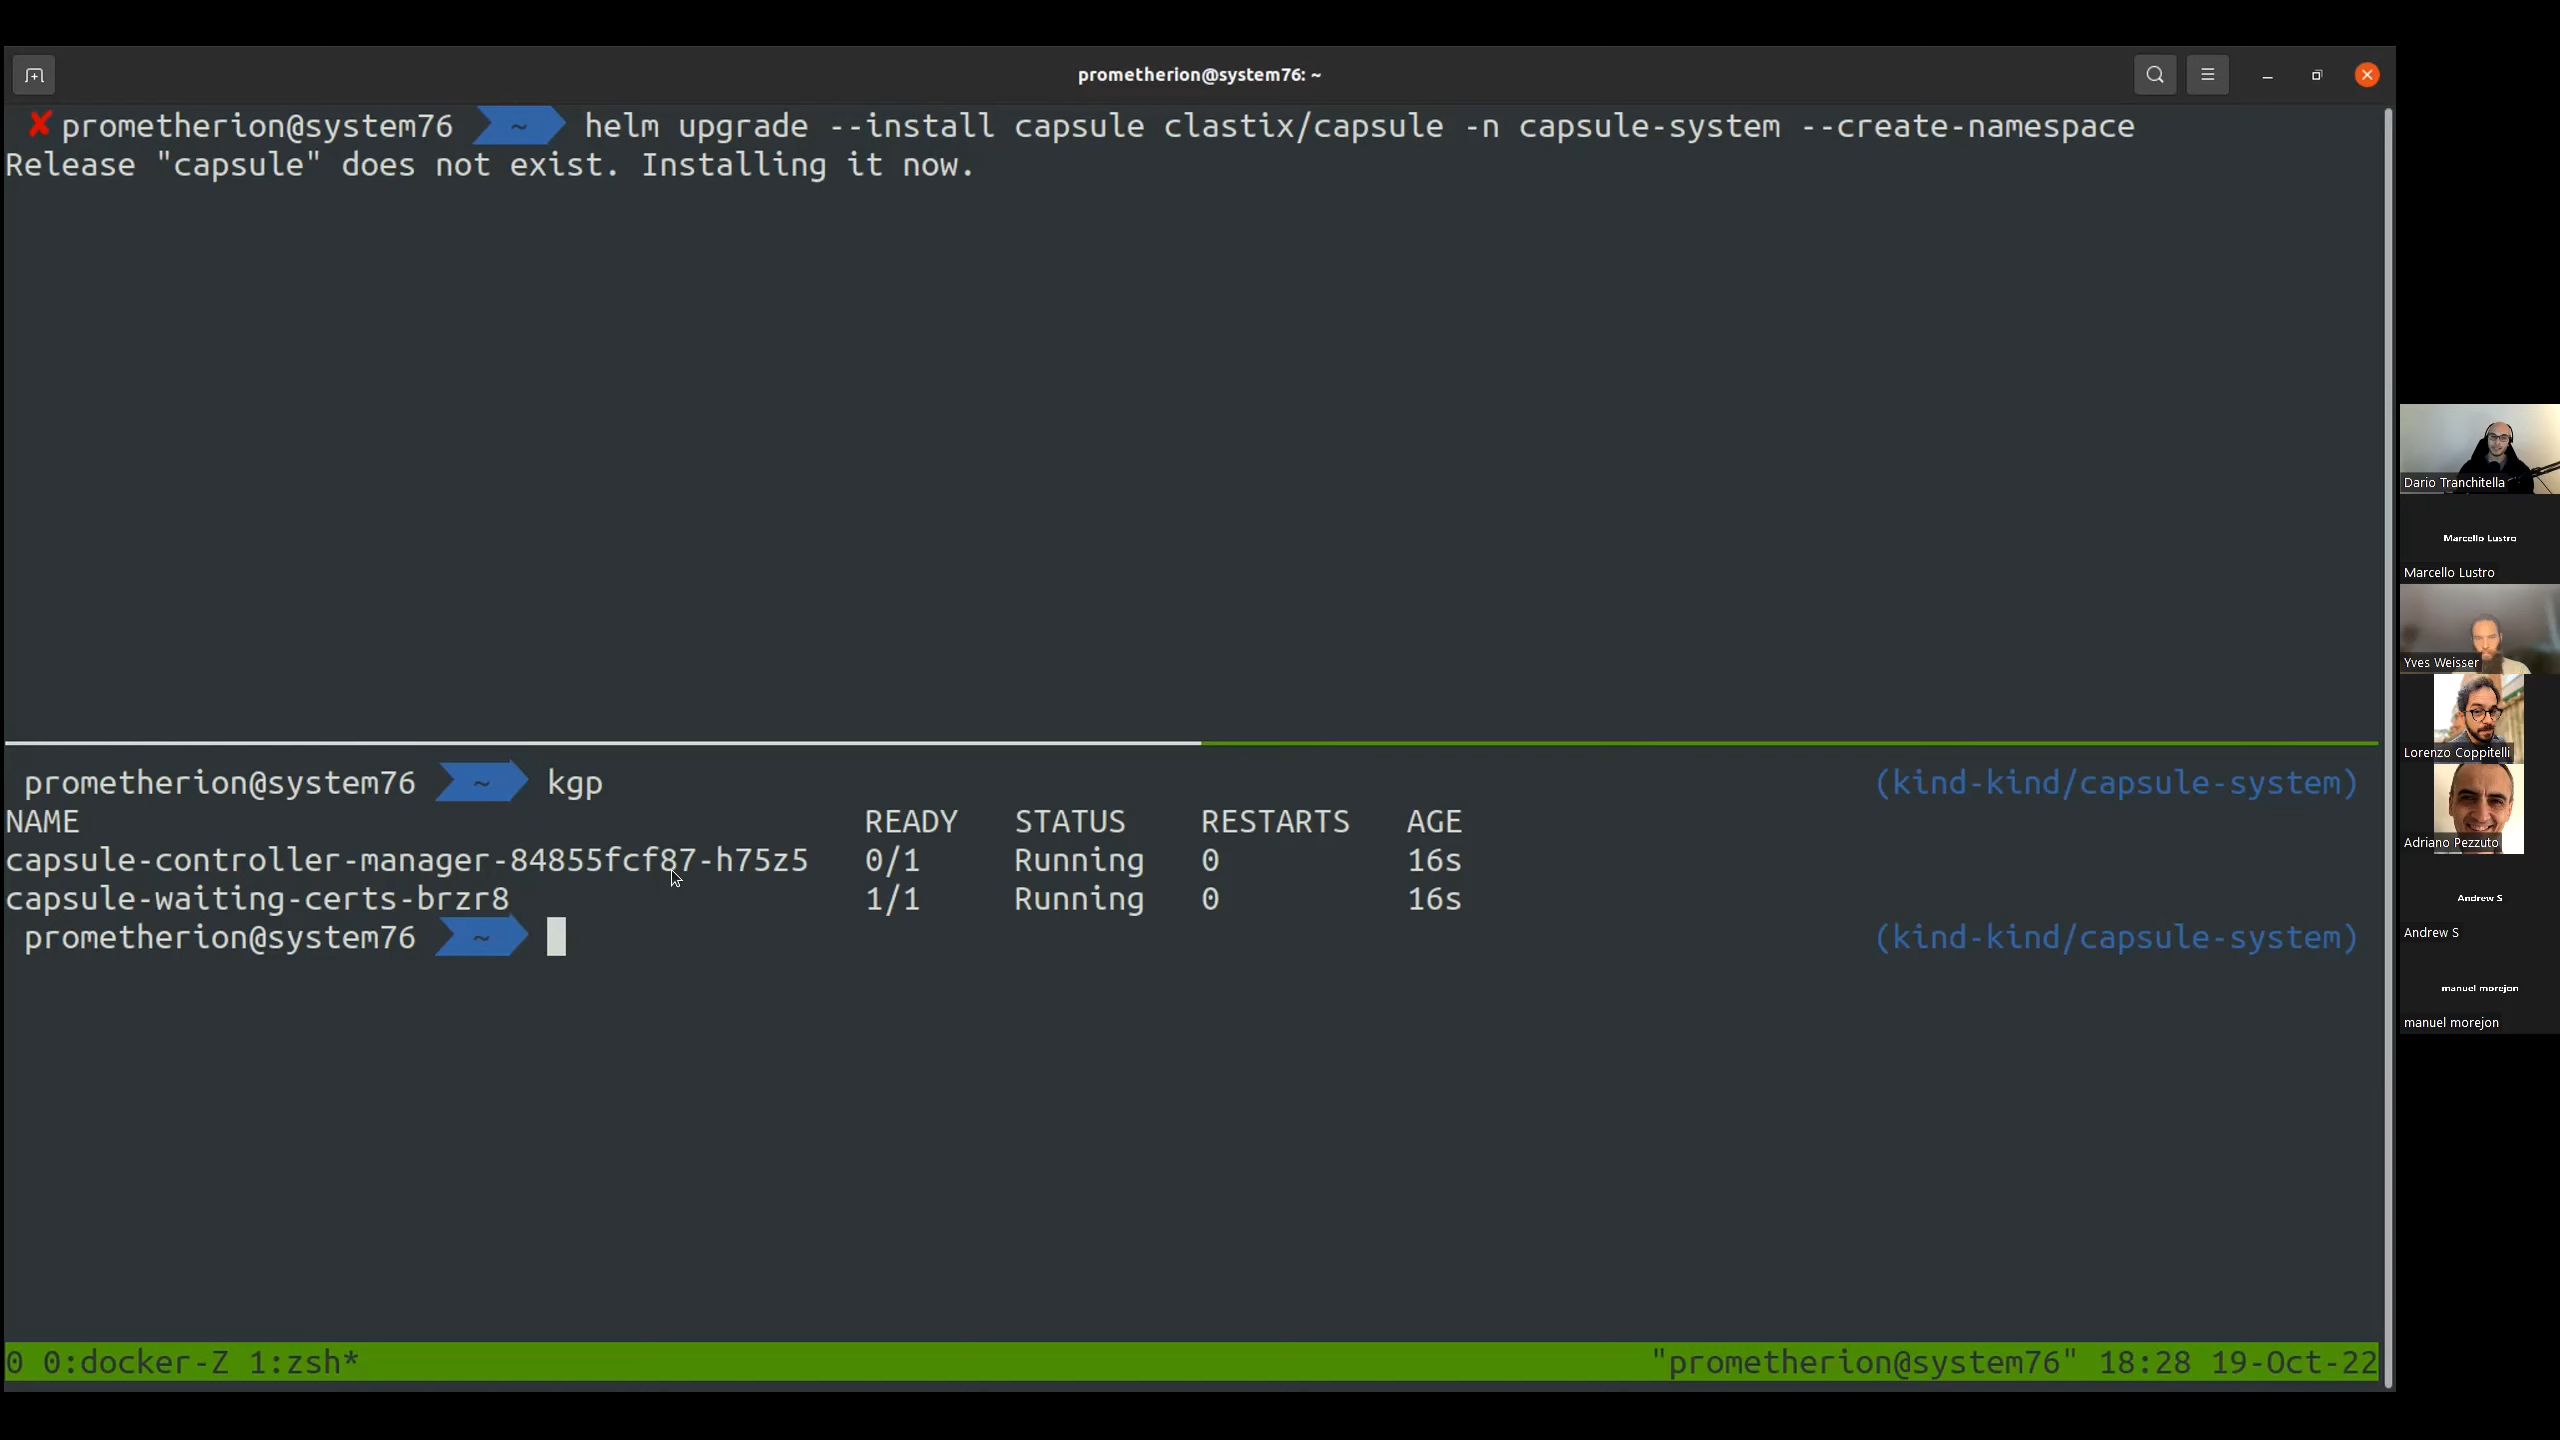 prometherion@system76: ~
✘ prometherion@system76 ~ helm upgrade --install capsule clastix/capsule -n capsule-system --create-namespace
Release "capsule" does not exist. Installing it now.
prometherion@system76 ~ kgp (kind-kind/capsule-system)
NAME READY STATUS RESTARTS AGE
capsule-controller-manager-84855fcf87-h75z5 0/1 Running 0 16s
capsule-waiting-certs-brzr8 1/1 Running 0 16s
prometherion@system76 ~ (kind-kind/capsule-system)
0 0:docker-Z 1:zsh* "prometherion@system76" 18:28 19-Oct-22
Dario Tranchitella
Marcello Lustro
Marcello Lustro
Yves Weisser
Lorenzo Coppitelli
Adriano Pezzuto
Andrew S
Andrew S
manuel morejon
manuel morejon